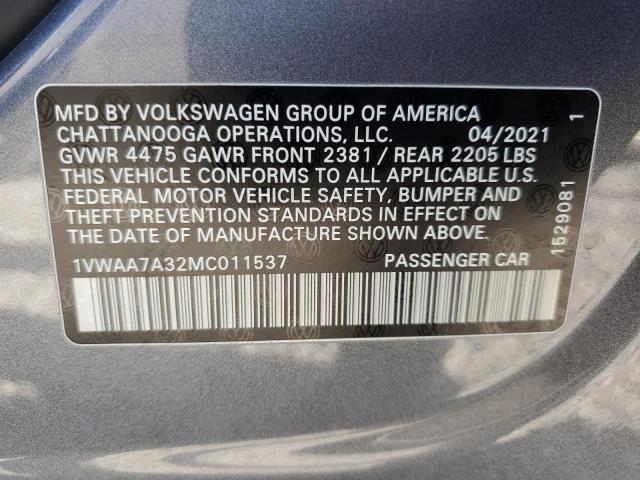 MFD BY VOLKSWAGEN GROUP OF AMERICA
CHATTANOOGA OPERATIONS, LLC. 04/2021
GVWR 4475 GAWR FRONT 2381 / REAR 2205 LBS
THIS VEHICLE CONFORMS TO ALL APPLICABLE U.S.
FEDERAL MOTOR VEHICLE SAFETY, BUMPER AND
THEFT PREVENTION STANDARDS IN EFFECT ON
DATE OF MANUFACTURE SHOWN ABOVE.
1VWAA7A32MC011537 PASSENGER CAR
4529081 1